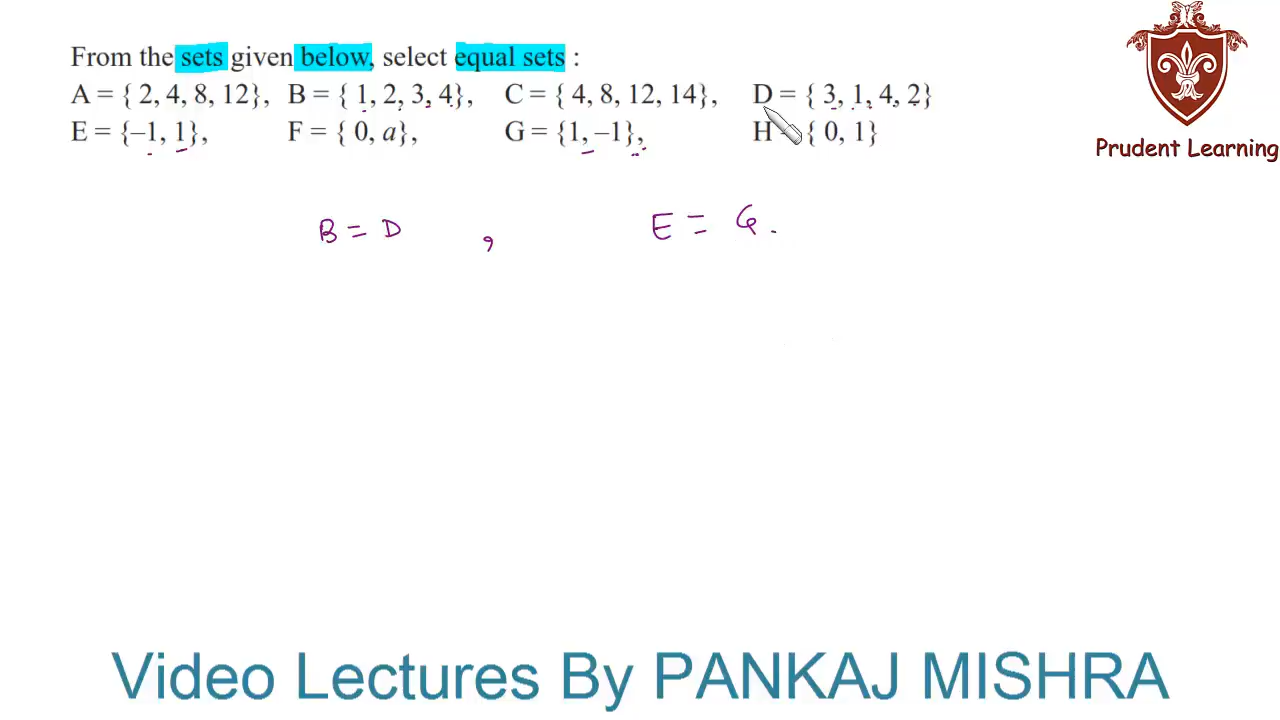 From the sets given below, select equal sets :
A = { 2, 4, 8, 12}, B = { 1, 2, 3, 4}, C = { 4, 8, 12, 14}, D = { 3, 1, 4, 2}
E = {–1, 1}, F = { 0, a}, G = {1, –1}, H = { 0, 1}
Prudent Learning
B = D , E = G .
Video Lectures By PANKAJ MISHRA